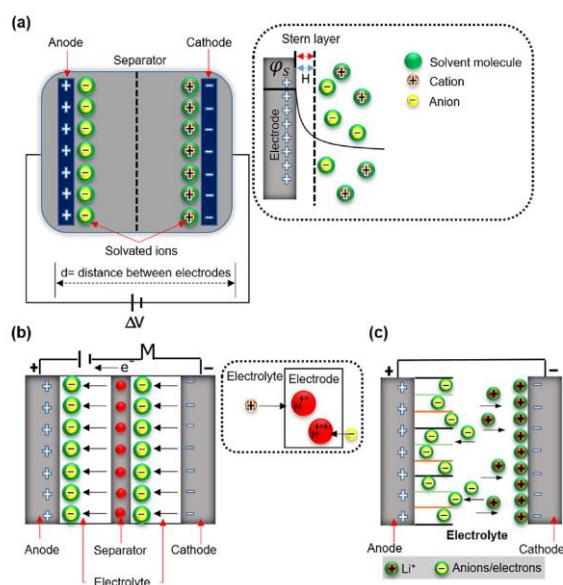 (a)
Anode
Separator
Cathode
Solvated ions
d= distance between electrodes
ΔV
Stern layer
φs
H
Electrode
Solvent molecule
Cation
Anion
(b)
+
e-
M
−
Electrolyte
Electrode
Anode
Separator
Cathode
Electrolyte
(c)
+
−
Electrolyte
Anode
Cathode
Li+
Anions/electrons